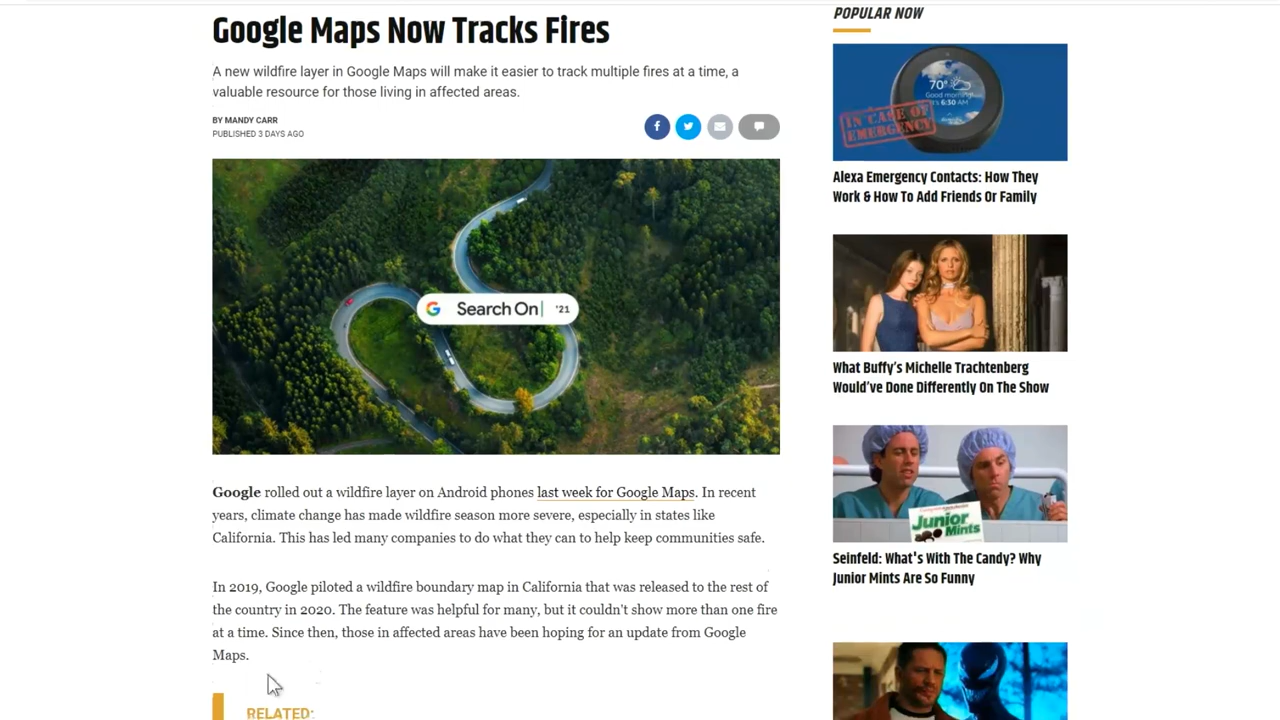 Google Maps Now Tracks Fires
A new wildfire layer in Google Maps will make it easier to track multiple fires at a time, a
valuable resource for those living in affected areas.
BY MANDY CARR
PUBLISHED 3 DAYS AGO
Search On '21
Google rolled out a wildfire layer on Android phones last week for Google Maps. In recent
years, climate change has made wildfire season more severe, especially in states like
California. This has led many companies to do what they can to help keep communities safe.
In 2019, Google piloted a wildfire boundary map in California that was released to the rest of
the country in 2020. The feature was helpful for many, but it couldn't show more than one fire
at a time. Since then, those in affected areas have been hoping for an update from Google
Maps.
RELATED:
POPULAR NOW
70°
Good morning!
It's 6:30 AM
IN CASE OF
EMERGENCY
Alexa Emergency Contacts: How They
Work & How To Add Friends Or Family
What Buffy's Michelle Trachtenberg
Would've Done Differently On The Show
Junior
Mints
Seinfeld: What's With The Candy? Why
Junior Mints Are So Funny